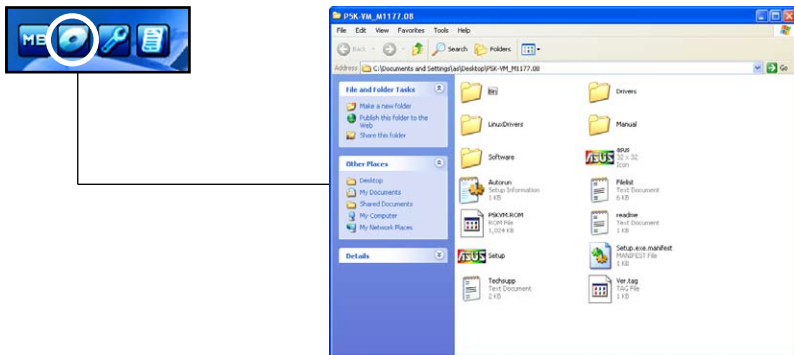 MB
P5K-VM_M1177.08
File Edit View Favorites Tools Help
Back Search Folders
Address C:\Documents and Settings\as\Desktop\P5K-VM_M1177.08 Go
File and Folder Tasks
Make a new folder
Publish this folder to the Web
Share this folder
Other Places
Desktop
My Documents
Shared Documents
My Computer
My Network Places
Details
Bin
Drivers
LinuxDrivers
Manual
Software
asus
32 x 32
Icon
Autorun
Setup Information
1 KB
Filelist
Text Document
6 KB
P5KVM.ROM
ROM File
1,024 KB
readme
Text Document
1 KB
Setup
Setup.exe.manifest
MANIFEST File
1 KB
Techsupp
Text Document
2 KB
Ver.tag
TAG File
1 KB